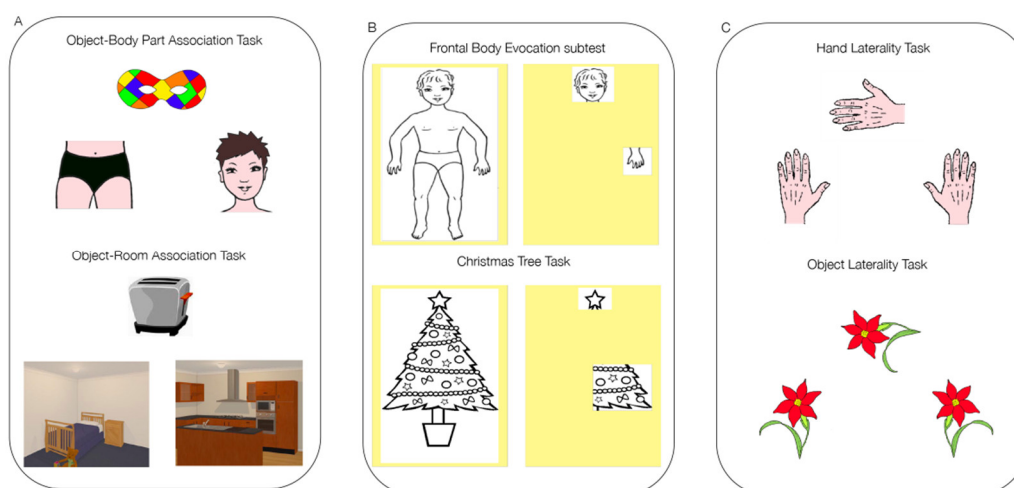 A
Object-Body Part Association Task
Object-Room Association Task
B
Frontal Body Evocation subtest
Christmas Tree Task
C
Hand Laterality Task
Object Laterality Task